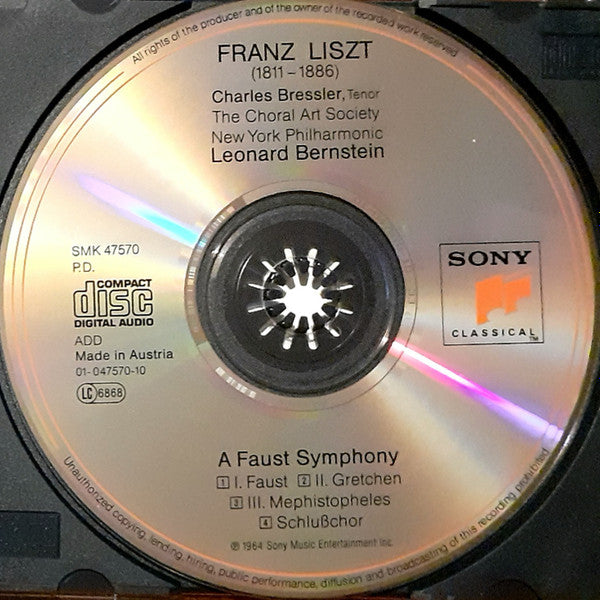 All rights of the producer and of the owner of the recorded work reserved
FRANZ LISZT
(1811-1886)
Charles Bressler, Tenor
The Choral Art Society
New York Philharmonic
Leonard Bernstein
SMK 47570
P.D.
COMPACT
disc
DIGITAL AUDIO
ADD
Made in Austria
01-047570-10
LC 6868
SONY
CLASSICAL™
A Faust Symphony
1 I. Faust 2 II. Gretchen
3 III. Mephistopheles
4 Schlußchor
℗ 1964 Sony Music Entertainment Inc.
Unauthorized copying, lending, hiring, public performance, diffusion and broadcasting of this recording prohibited